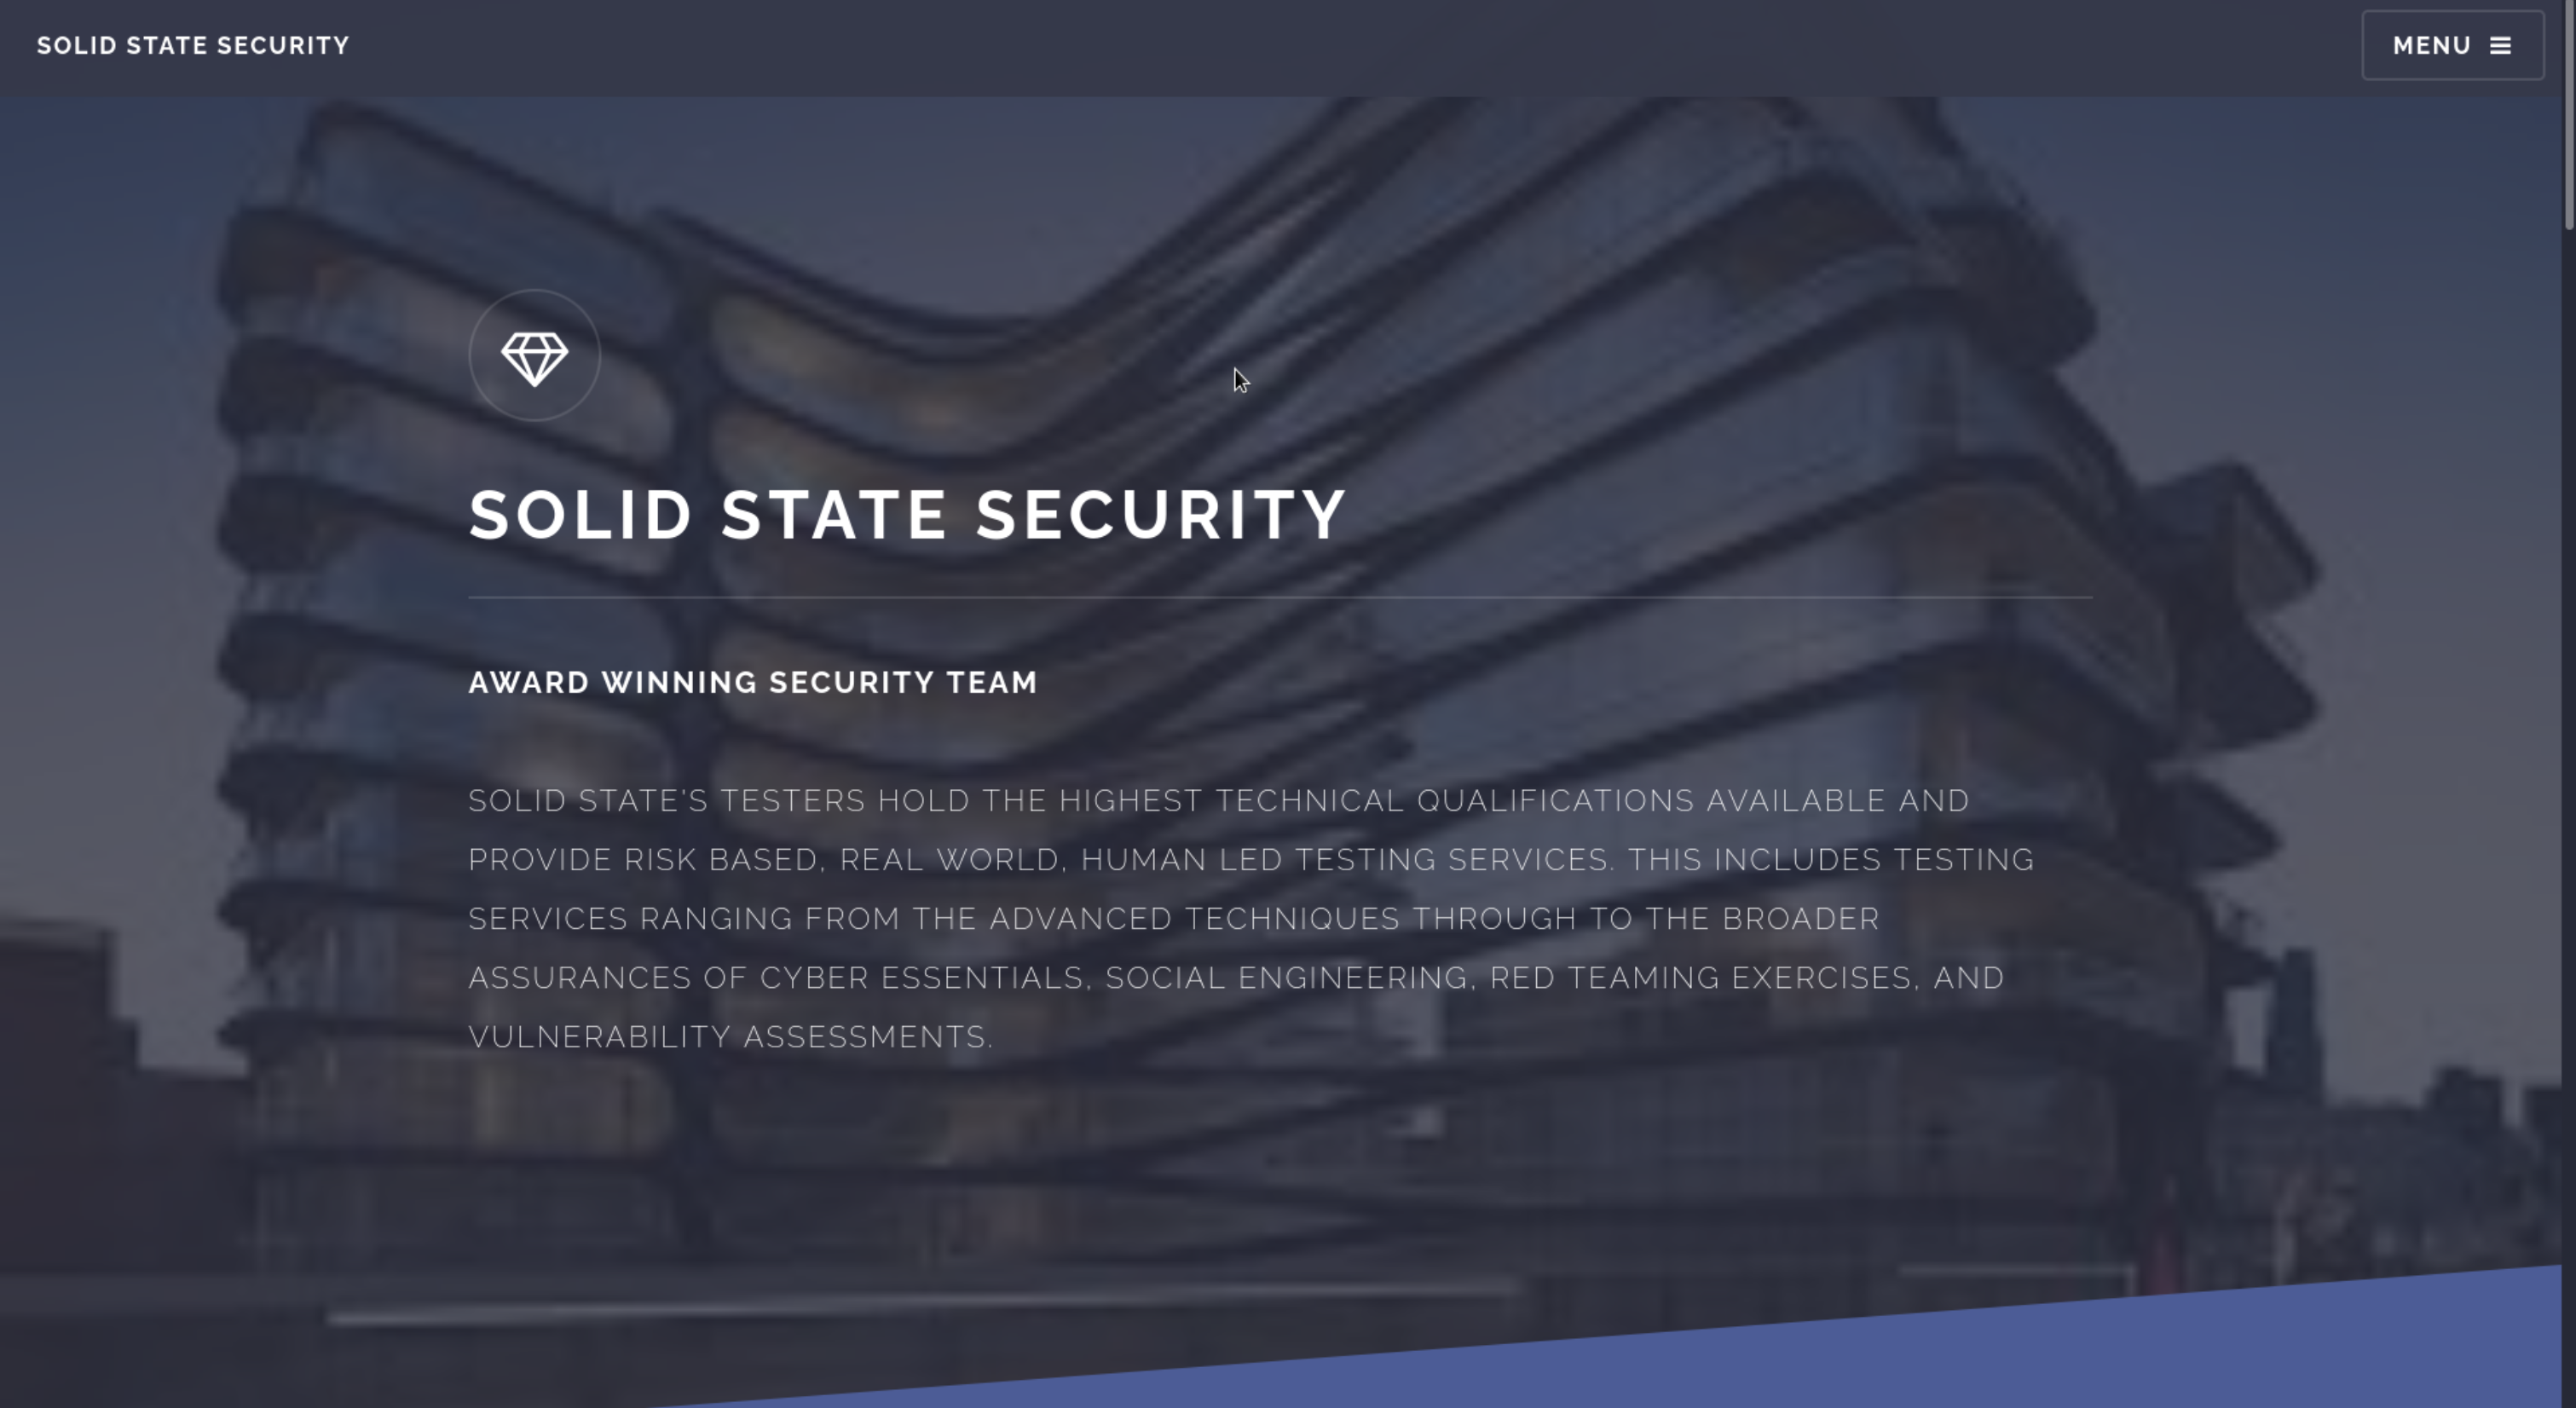 SOLID STATE SECURITY
MENU
SOLID STATE SECURITY
AWARD WINNING SECURITY TEAM
SOLID STATE'S TESTERS HOLD THE HIGHEST TECHNICAL QUALIFICATIONS AVAILABLE AND
PROVIDE RISK BASED, REAL WORLD, HUMAN LED TESTING SERVICES. THIS INCLUDES TESTING
SERVICES RANGING FROM THE ADVANCED TECHNIQUES THROUGH TO THE BROADER
ASSURANCES OF CYBER ESSENTIALS, SOCIAL ENGINEERING, RED TEAMING EXERCISES, AND
VULNERABILITY ASSESSMENTS.